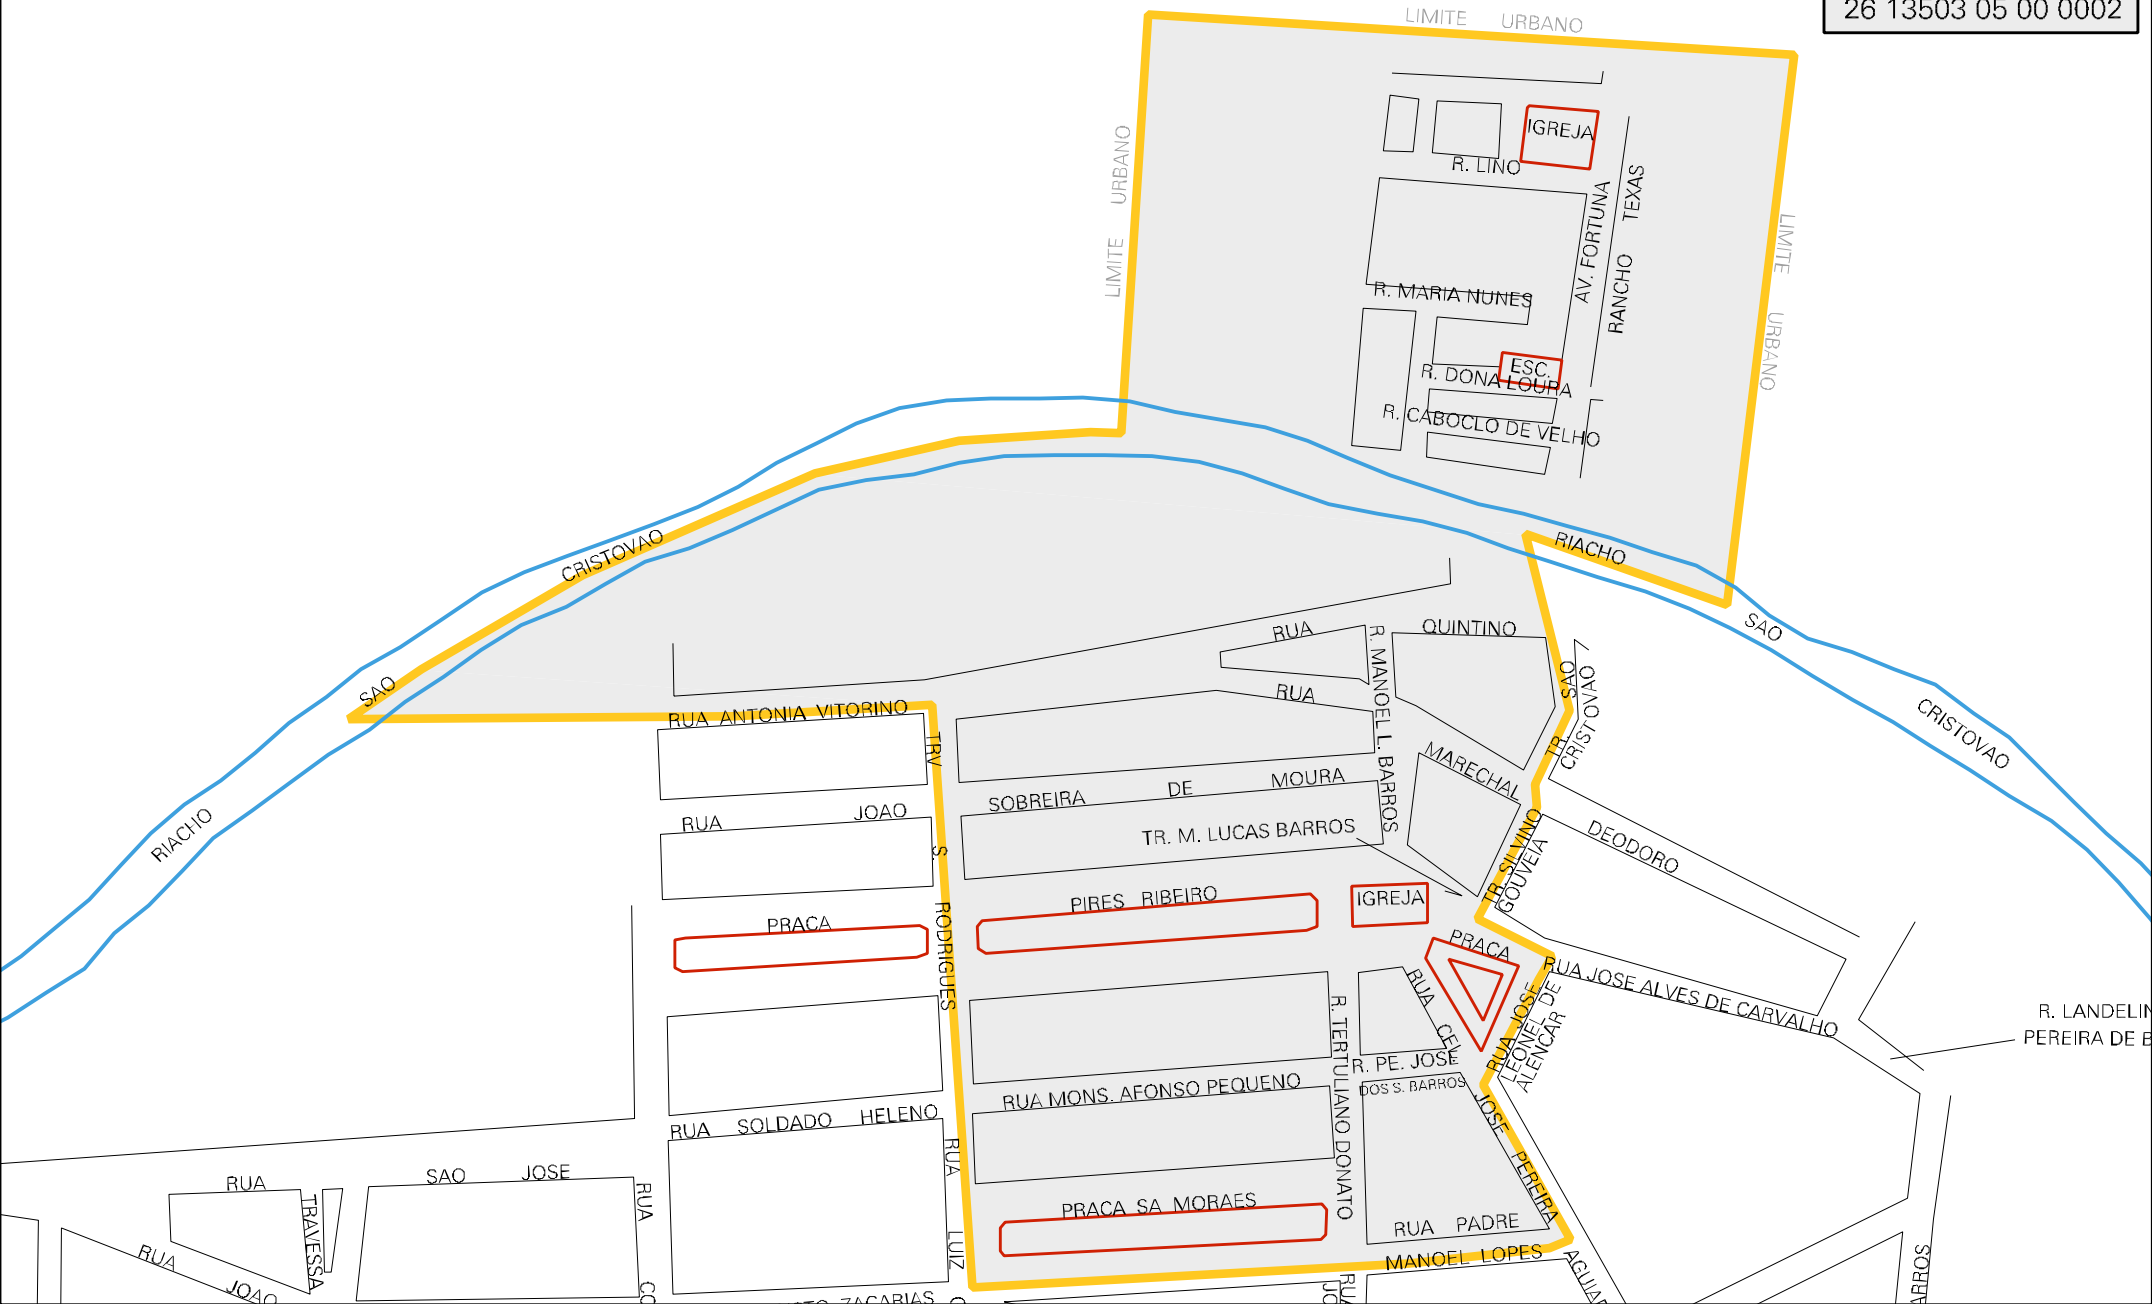 26 13503 05 00 0002
LIMITE URBANO
LIMITE URBANO
LIMITE URBANO
IGREJA
R. LINO
AV. FORTUNA
RANCHO TEXAS
R. MARIA NUNES
ESC.
R. DONA LOURA
R. CABOCLO DE VELHO
RIACHO SAO CRISTOVAO
RIACHO SAO CRISTOVAO
RUA QUINTINO
RUA
R. MANOEL L. BARROS
TR. SAO
CRISTOVAO
RUA ANTONIA VITORINO
TRV S. RODRIGUES
MARECHAL
DEODORO
RUA JOAO
SOBREIRA DE MOURA
TR. M. LUCAS BARROS
TR. SILVINO
GOUVEIA
PRACA
PIRES RIBEIRO
IGREJA
PRACA
RUA JOSE ALVES DE CARVALHO
RUA CEL.
RUA JOSE
LEONEL DE
ALENCAR
R. LANDELIN
PEREIRA DE B
R. TERTULIANO DONATO
R. PE. JOSE
DOS S. BARROS
RUA MONS. AFONSO PEQUENO
RUA SOLDADO HELENO
JOSE PEREIRA
AGUIAR
RUA SAO JOSE
TRAVESSA
RUA
CO
RUA LUIZ
PRACA SA MORAES
RUA PADRE
MANOEL LOPES
RUA JOAO
ZACARIAS
RUA
JO
ARROS